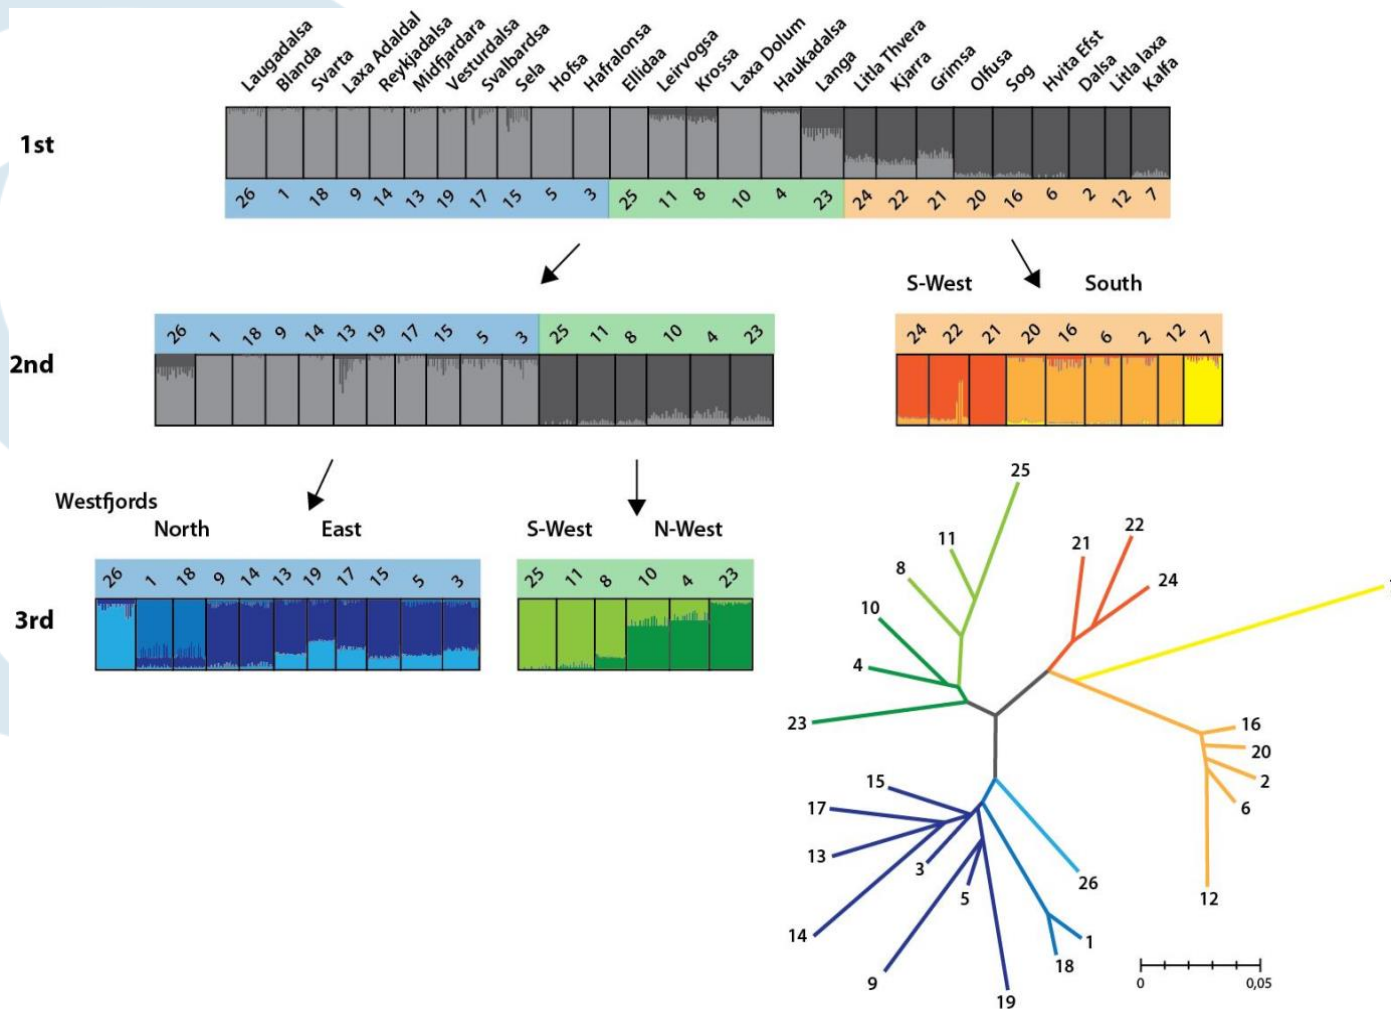 Laugadalsa Blanda Svarta Laxa Adaldal Reykjadalsa Midfjardara Vesturdalsa Svalbardsa Sela Hofsa Hafralonsa Ellidaa Leirvogsa Krossa Laxa Dolum Haukadalsa Langa Litla Thvera Kjarra Grimsa Olfusa Sog Hvita Efst Dalsa Litla laxa Kalfa
1st
26 1 18 9 14 13 19 17 15 5 3 25 11 8 10 4 23 24 22 21 20 16 6 2 12 7
S-West South
26 1 18 9 14 13 19 17 15 5 3 25 11 8 10 4 23
24 22 21 20 16 6 2 12 7
2nd
Westfjords
North East
S-West N-West
26 1 18 9 14 13 19 17 15 5 3
25 11 8 10 4 23
3rd
25
22
11
21
8
24
10
4
23
16
20
15
2
17
6
13
3
26
5
12
14
1
18
9
19
0 0,05